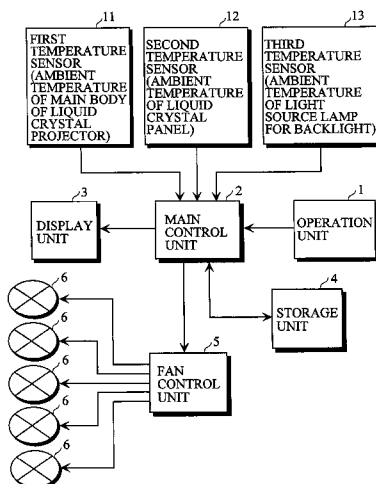 11
12
13
FIRST
TEMPERATURE
SENSOR
(AMBIENT
TEMPERATURE
OF MAIN BODY
OF LIQUID
CRYSTAL
PROJECTOR)
SECOND
TEMPERATURE
SENSOR
(AMBIENT
TEMPERATURE
OF LIQUID
CRYSTAL
PANEL)
THIRD
TEMPERATURE
SENSOR
(AMBIENT
TEMPERATURE
OF LIGHT
SOURCE
LAMP FOR BACKLIGHT)
3
2
1
DISPLAY
UNIT
MAIN
CONTROL
UNIT
OPERATION
UNIT
4
STORAGE
UNIT
6
6
6
6
6
5
FAN
CONTROL
UNIT